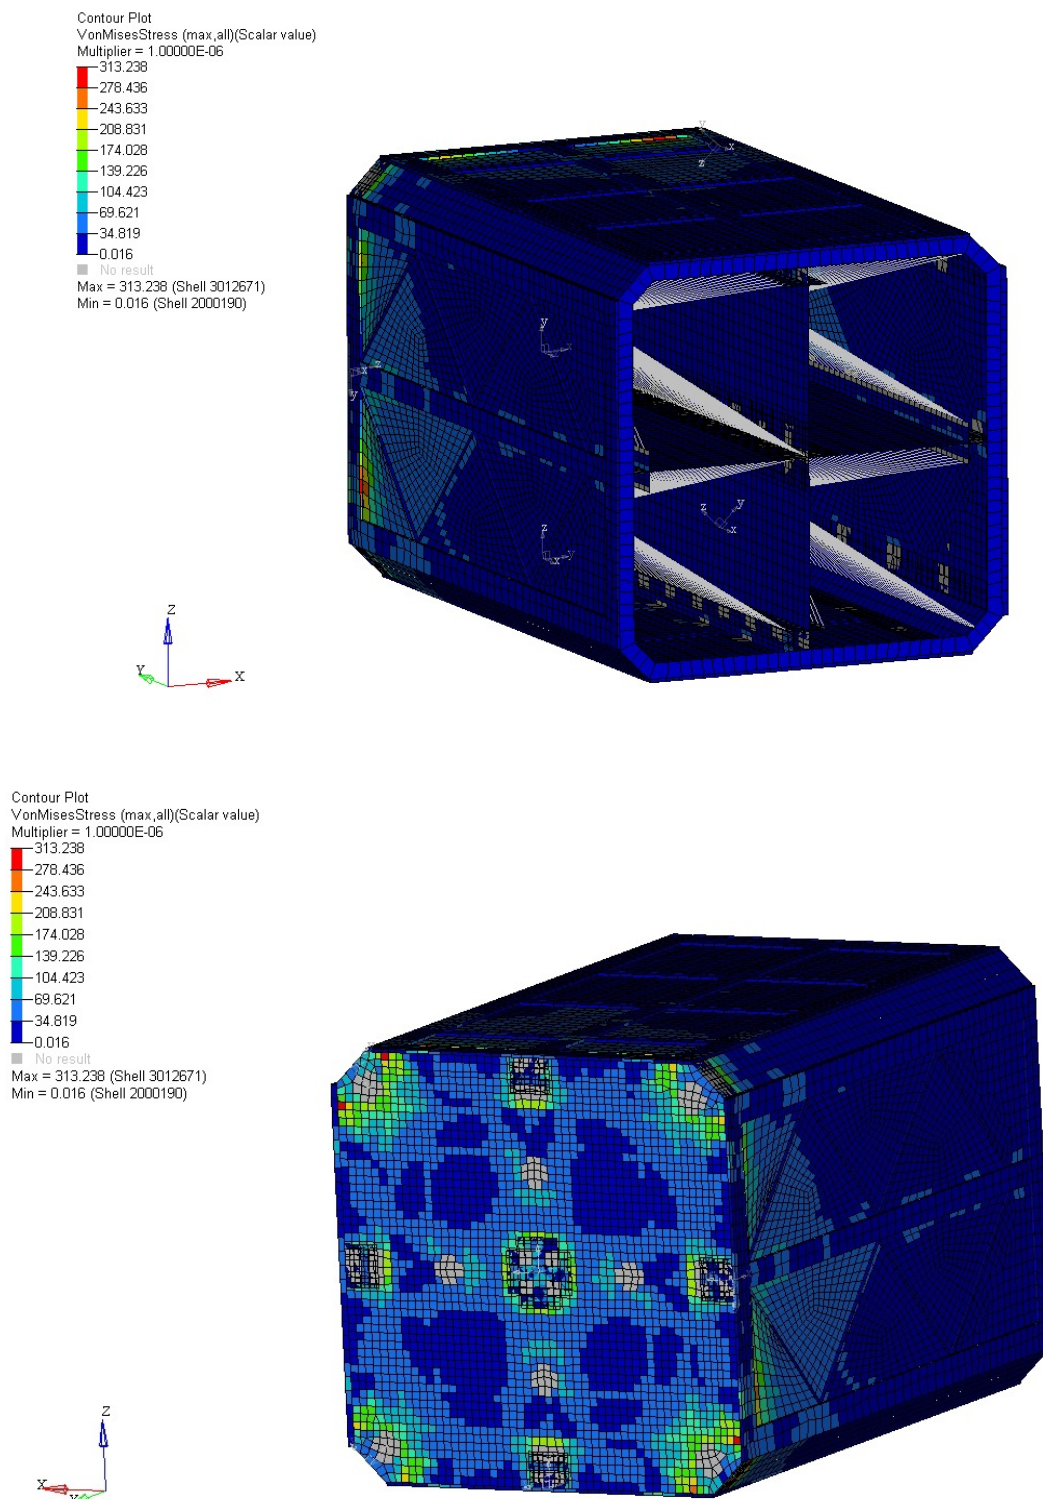 Contour Plot
VonMisesStress (max,all)(Scalar value)
Multiplier = 1.00000E-06
313.238
278.436
243.633
208.831
174.028
139.226
104.423
69.621
34.819
0.016
No result
Max = 313.238 (Shell 3012671)
Min = 0.016 (Shell 2000190)
y
x
z
y
x
z
y
z
y
x
z
y
x
Z
Y
X
Contour Plot
VonMisesStress (max,all)(Scalar value)
Multiplier = 1.00000E-06
313.238
278.436
243.633
208.831
174.028
139.226
104.423
69.621
34.819
0.016
No result
Max = 313.238 (Shell 3012671)
Min = 0.016 (Shell 2000190)
Z
X
Y